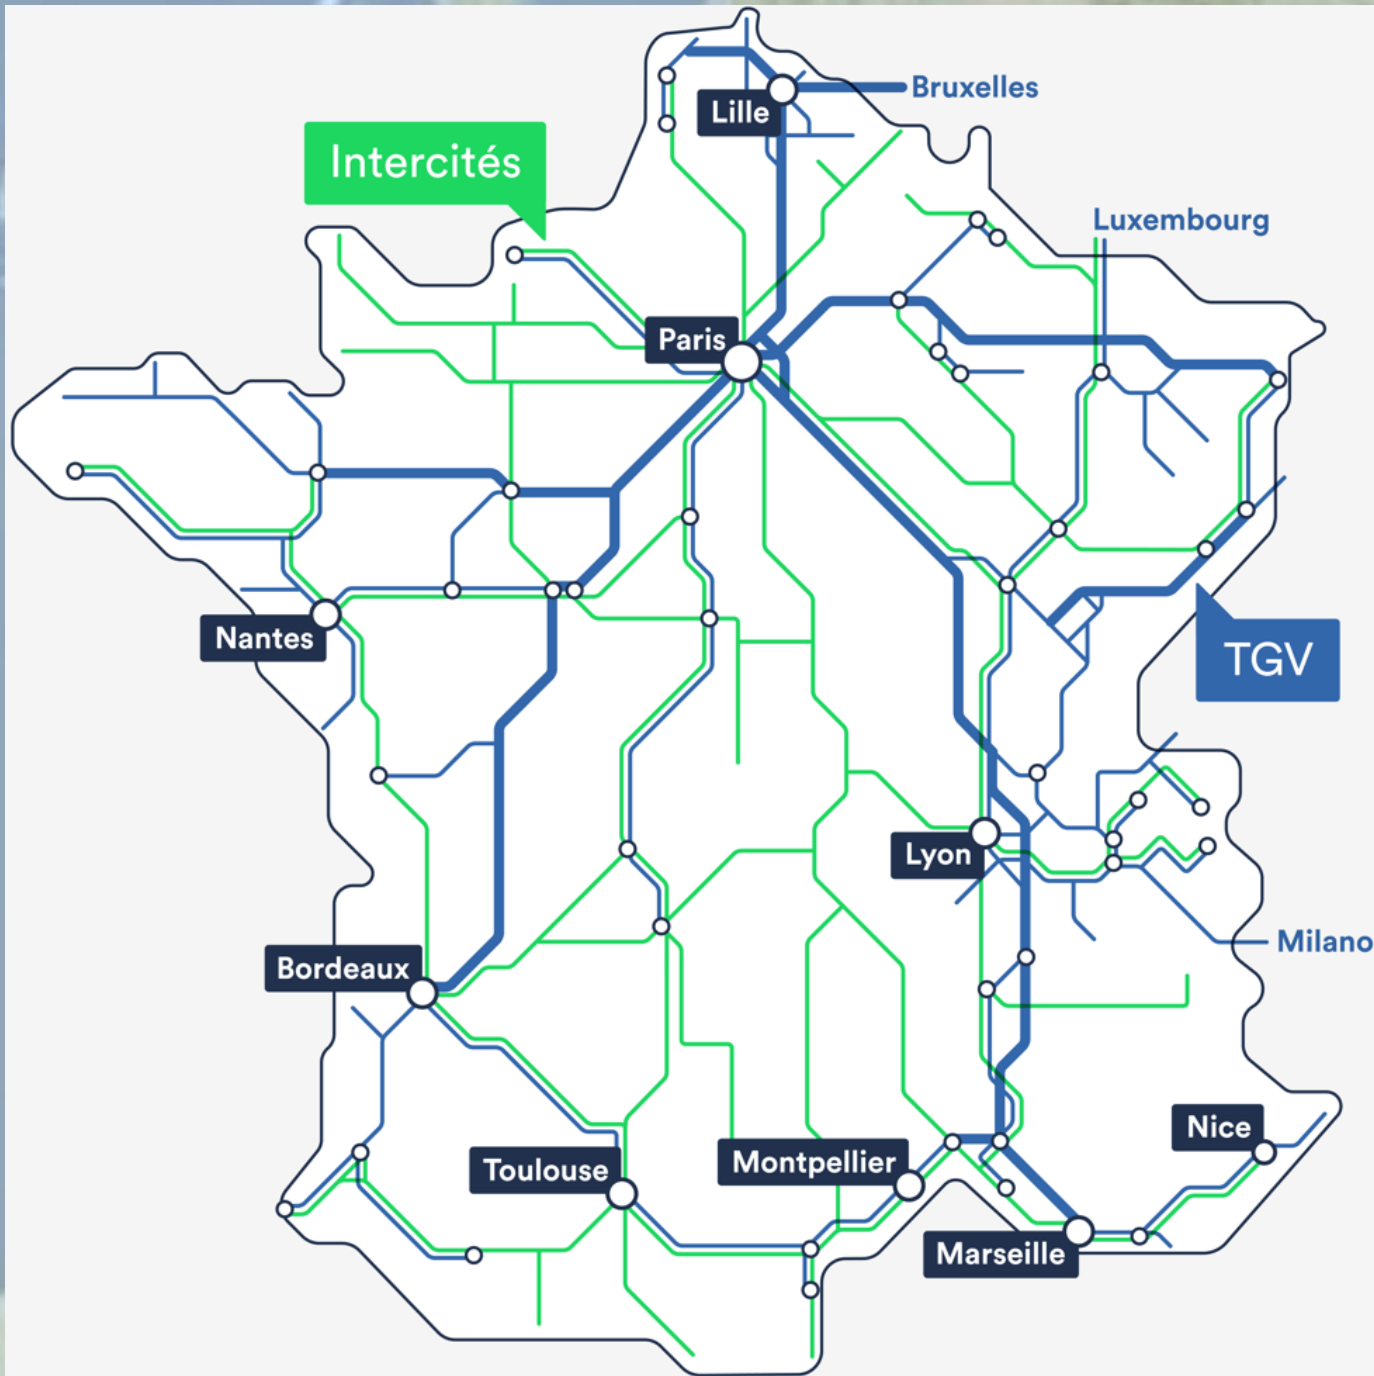 Bruxelles
Lille
Intercités
Luxembourg
Paris
Nantes
TGV
Lyon
Milano
Bordeaux
Nice
Toulouse
Montpellier
Marseille